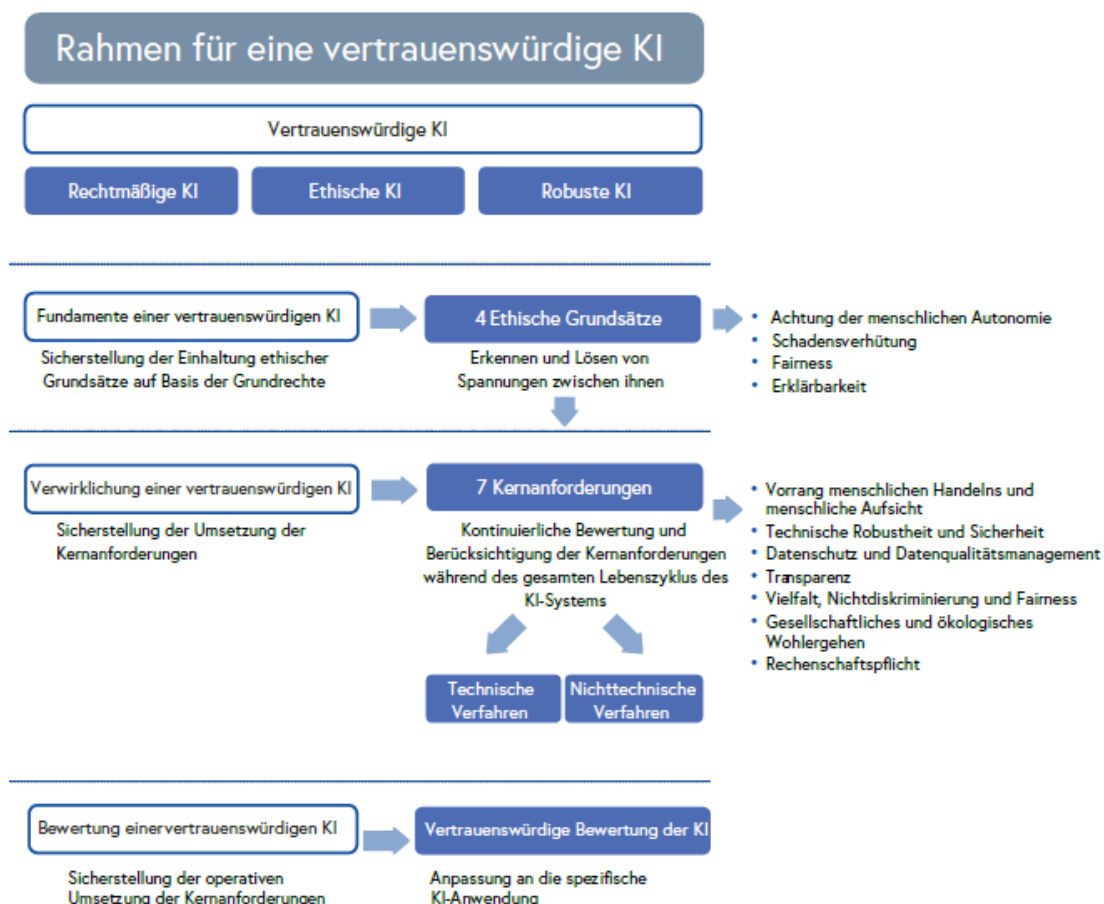 Rahmen für eine vertrauenswürdige KI
Vertrauenswürdige KI
Rechtmäßige KI
Ethische KI
Robuste KI
Fundamente einer vertrauenswürdigen KI
Sicherstellung der Einhaltung ethischer
Grundsätze auf Basis der Grundrechte
4 Ethische Grundsätze
Erkennen und Lösen von
Spannungen zwischen ihnen
• Achtung der menschlichen Autonomie
• Schadensverhütung
• Fairness
• Erklärbarkeit
Verwirklichung einer vertrauenswürdigen KI
Sicherstellung der Umsetzung der
Kernanforderungen
7 Kernanforderungen
Kontinuierliche Bewertung und
Berücksichtigung der Kernanforderungen
während des gesamten Lebenszyklus des
KI-Systems
• Vorrang menschlichen Handelns und
menschliche Aufsicht
• Technische Robustheit und Sicherheit
• Datenschutz und Datenqualitätsmanagement
• Transparenz
• Vielfalt, Nichtdiskriminierung und Fairness
• Gesellschaftliches und ökologisches
Wohlergehen
• Rechenschaftspflicht
Technische
Verfahren
Nichttechnische
Verfahren
Bewertung einervertrauenswürdigen KI
Sicherstellung der operativen
Umsetzung der Kernanforderungen
Vertrauenswürdige Bewertung der KI
Anpassung an die spezifische
KI-Anwendung